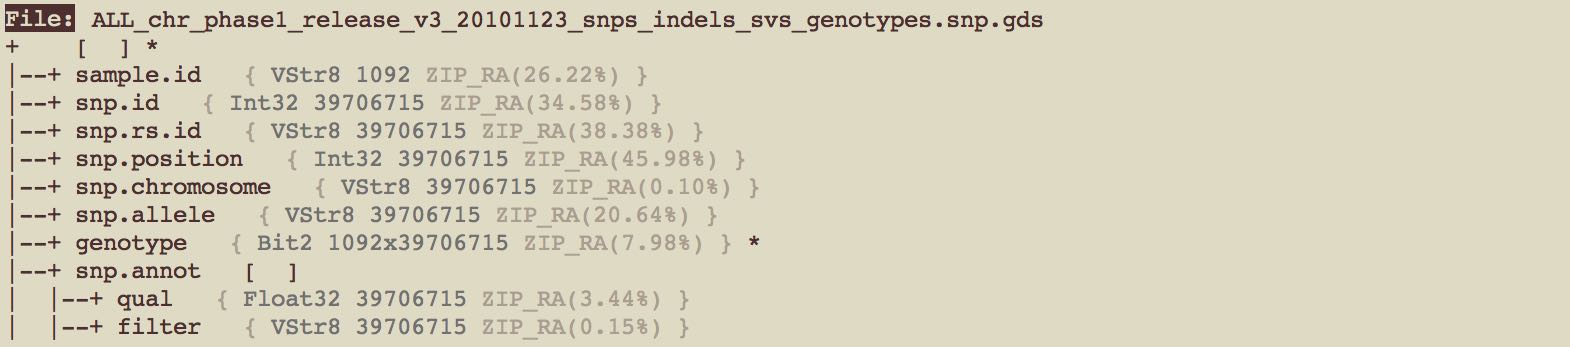 File: ALL_chr_phase1_release_v3_20101123_snps_indels_svs_genotypes.snp.gds
+    [  ] *
|--+ sample.id   { VStr8 1092 ZIP_RA(26.22%) }
|--+ snp.id   { Int32 39706715 ZIP_RA(34.58%) }
|--+ snp.rs.id   { VStr8 39706715 ZIP_RA(38.38%) }
|--+ snp.position   { Int32 39706715 ZIP_RA(45.98%) }
|--+ snp.chromosome   { VStr8 39706715 ZIP_RA(0.10%) }
|--+ snp.allele   { VStr8 39706715 ZIP_RA(20.64%) }
|--+ genotype   { Bit2 1092x39706715 ZIP_RA(7.98%) } *
|--+ snp.annot   [  ]
|  |--+ qual   { Float32 39706715 ZIP_RA(3.44%) }
|  |--+ filter   { VStr8 39706715 ZIP_RA(0.15%) }